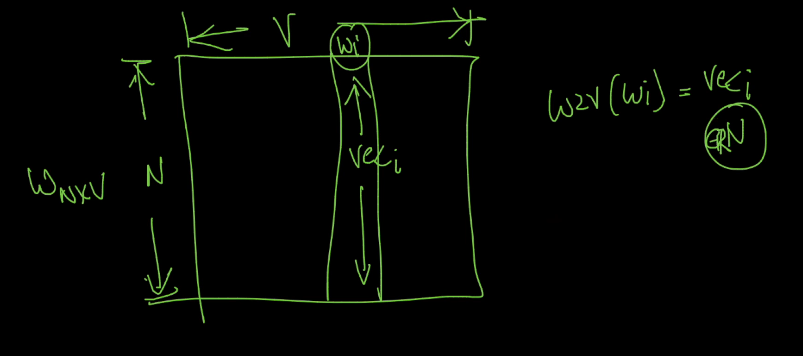 V
wi
w2v(wi) = veci
∈RN
veci
WNXV
N